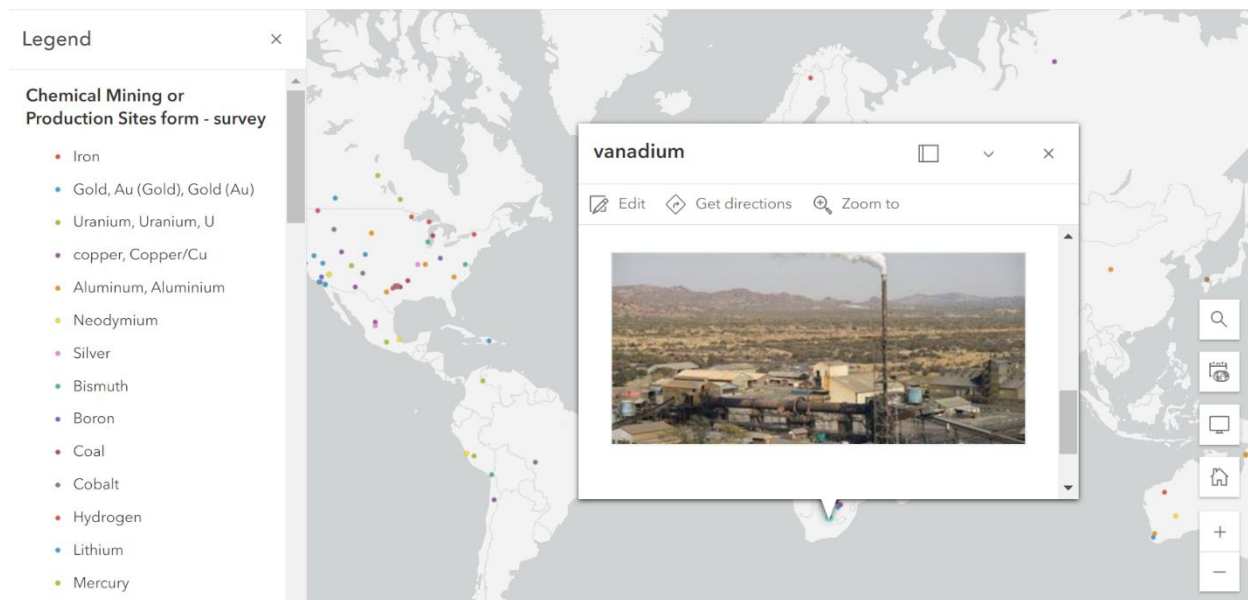 Legend
Chemical Mining or
Production Sites form - survey
Iron
Gold, Au (Gold), Gold (Au)
Uranium, Uranium, U
copper, Copper/Cu
Aluminum, Aluminium
Neodymium
Silver
Bismuth
Boron
Coal
Cobalt
Hydrogen
Lithium
Mercury
vanadium
Edit Get directions Zoom to